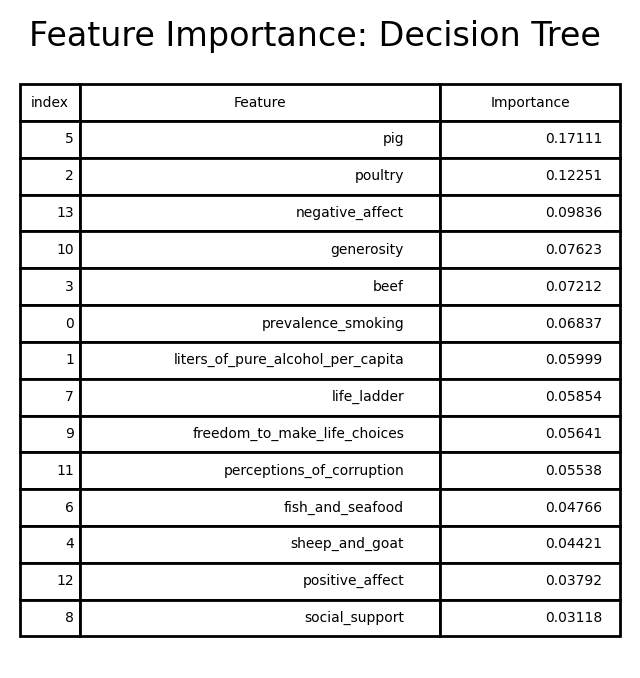 Feature Importance: Decision Tree
index Feature Importance
5 pig 0.17111
2 poultry 0.12251
13 negative_affect 0.09836
10 generosity 0.07623
3 beef 0.07212
0 prevalence_smoking 0.06837
1 liters_of_pure_alcohol_per_capita 0.05999
7 life_ladder 0.05854
9 freedom_to_make_life_choices 0.05641
11 perceptions_of_corruption 0.05538
6 fish_and_seafood 0.04766
4 sheep_and_goat 0.04421
12 positive_affect 0.03792
8 social_support 0.03118